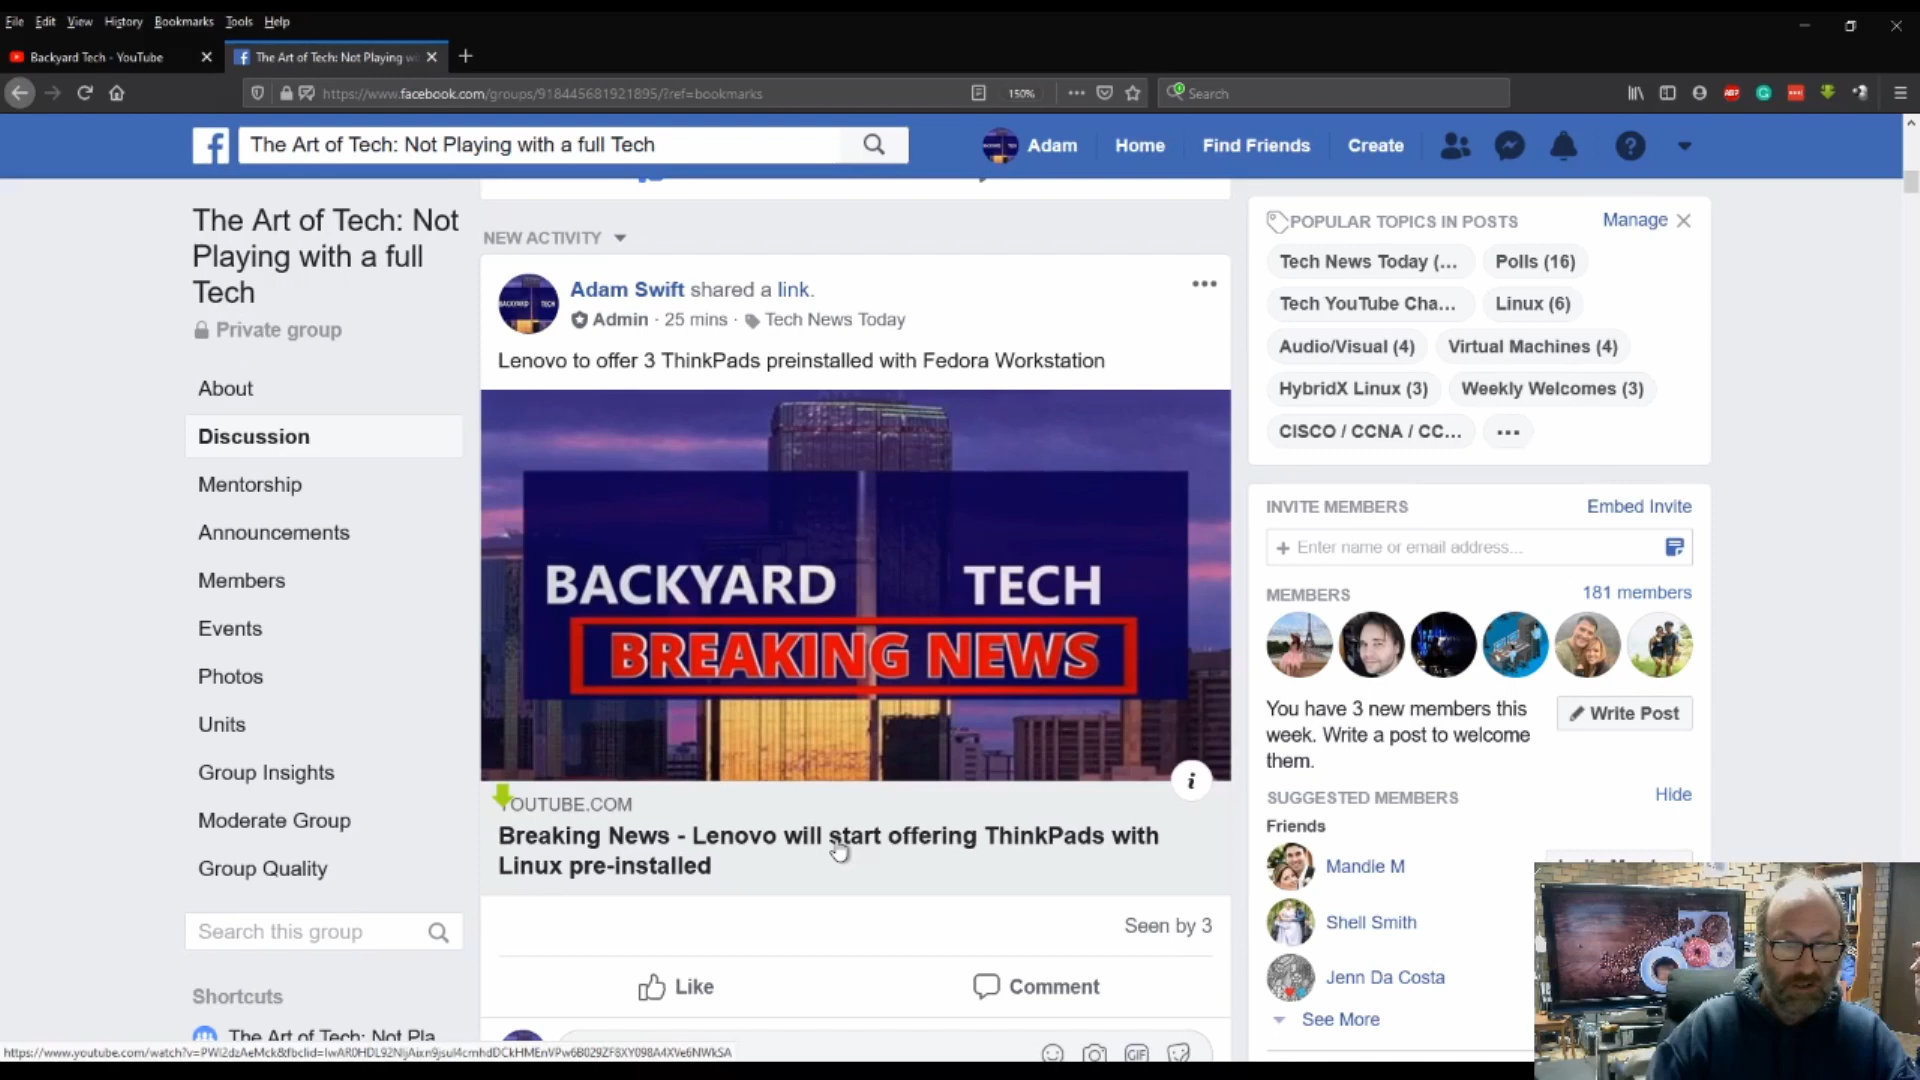 File Edit View History Bookmarks Tools Help
Backyard Tech - YouTube
The Art of Tech: Not Playing wi
https://www.facebook.com/groups/918445681921895/?ref=bookmarks
150%
Search
The Art of Tech: Not Playing with a full Tech
Adam
Home
Find Friends
Create
The Art of Tech: Not
Playing with a full
Tech
Private group
About
Discussion
Mentorship
Announcements
Members
Events
Photos
Units
Group Insights
Moderate Group
Group Quality
Search this group
Shortcuts
The Art of Tech: Not Pla
NEW ACTIVITY
Adam Swift shared a link.
Admin · 25 mins · Tech News Today
Lenovo to offer 3 ThinkPads preinstalled with Fedora Workstation
BACKYARD TECH
BREAKING NEWS
YOUTUBE.COM
Breaking News - Lenovo will start offering ThinkPads with
Linux pre-installed
Seen by 3
Like
Comment
GIF
POPULAR TOPICS IN POSTS
Manage
Tech News Today (...
Polls (16)
Tech YouTube Cha...
Linux (6)
Audio/Visual (4)
Virtual Machines (4)
HybridX Linux (3)
Weekly Welcomes (3)
CISCO / CCNA / CC...
INVITE MEMBERS
Embed Invite
Enter name or email address...
MEMBERS
181 members
You have 3 new members this
week. Write a post to welcome
them.
Write Post
SUGGESTED MEMBERS
Hide
Friends
Mandie M
Shell Smith
Jenn Da Costa
See More